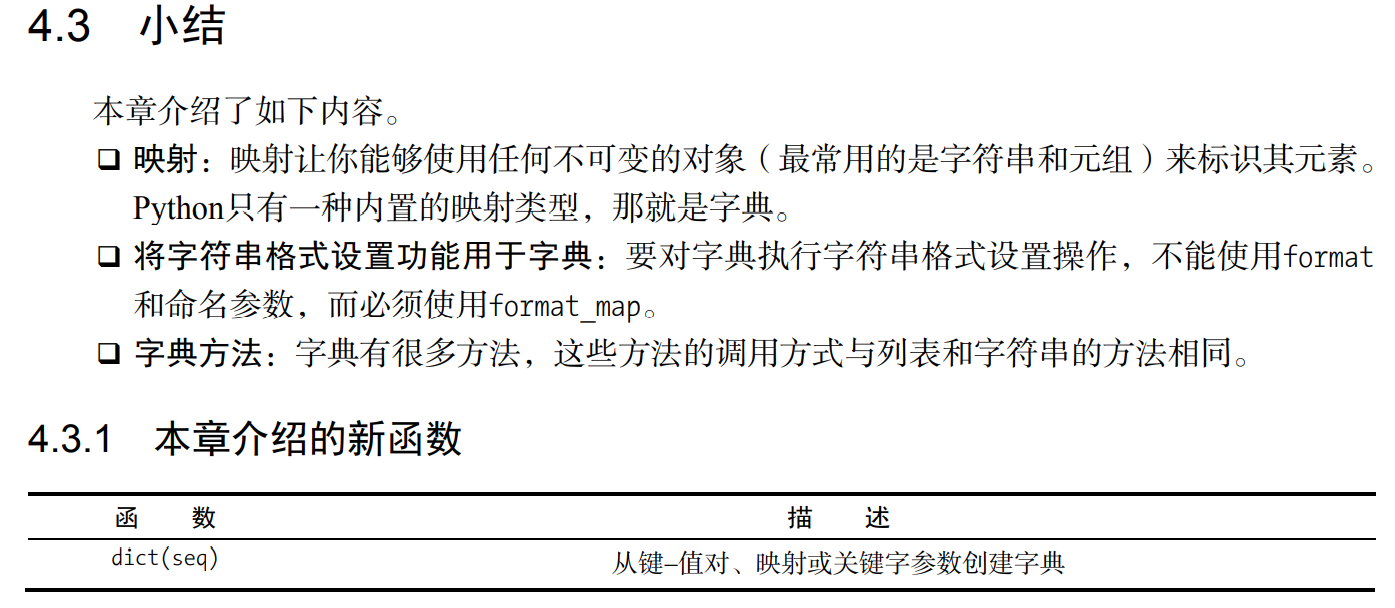 4.3 小结
本章介绍了如下内容。
❑ 映射：映射让你能够使用任何不可变的对象（最常用的是字符串和元组）来标识其元素。
Python只有一种内置的映射类型，那就是字典。
❑ 将字符串格式设置功能用于字典：要对字典执行字符串格式设置操作，不能使用format
和命名参数，而必须使用format_map。
❑ 字典方法：字典有很多方法，这些方法的调用方式与列表和字符串的方法相同。
4.3.1 本章介绍的新函数
函 数 描 述
dict(seq) 从键–值对、映射或关键字参数创建字典